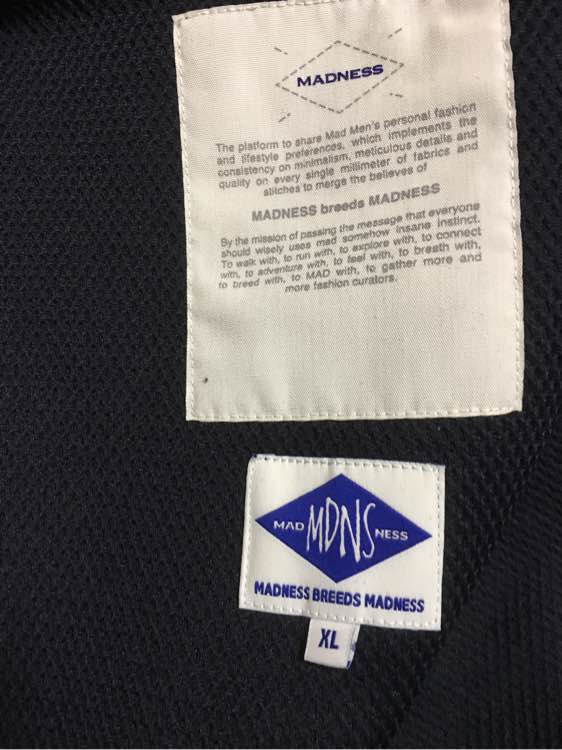 MADNESS
The platform to share Mad Men's personal fashion
and lifestyle preferences, which implements the
consistency on minimalism, meticulous details and
quality on every single millimeter of fabrics and
stitches to merge the believes of
MADNESS breeds MADNESS
By the mission of passing the message that everyone
should wisely uses mad somehow insane instinct.
To walk with, to run with, to explore with, to connect
with, to adventure with, to feel with, to breath with,
to breed with, to MAD with, to gather more and
more fashion curators.
MAD MDNS NESS
MADNESS BREEDS MADNESS
XL